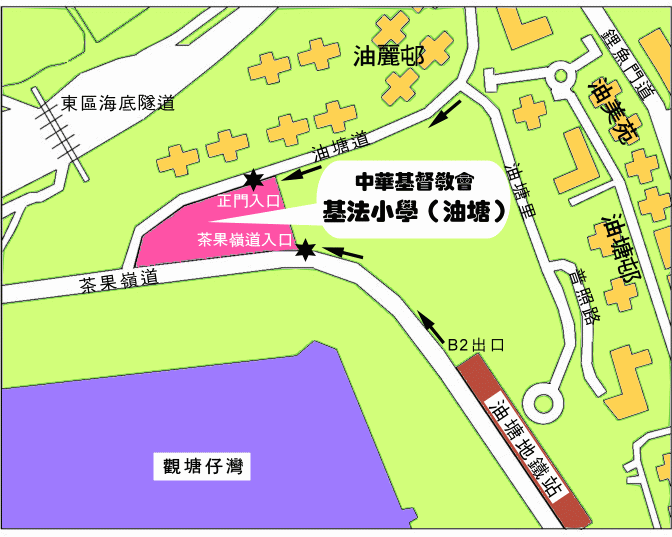 油麗邨
鯉魚門道
東區海底隧道
油美苑
油塘道
中華基督教會
基法小學(油塘)
正門入口
茶果嶺道入口
油塘里
油塘邨
茶果嶺道
普照路
B2出口
油塘地鐵站
觀塘仔灣